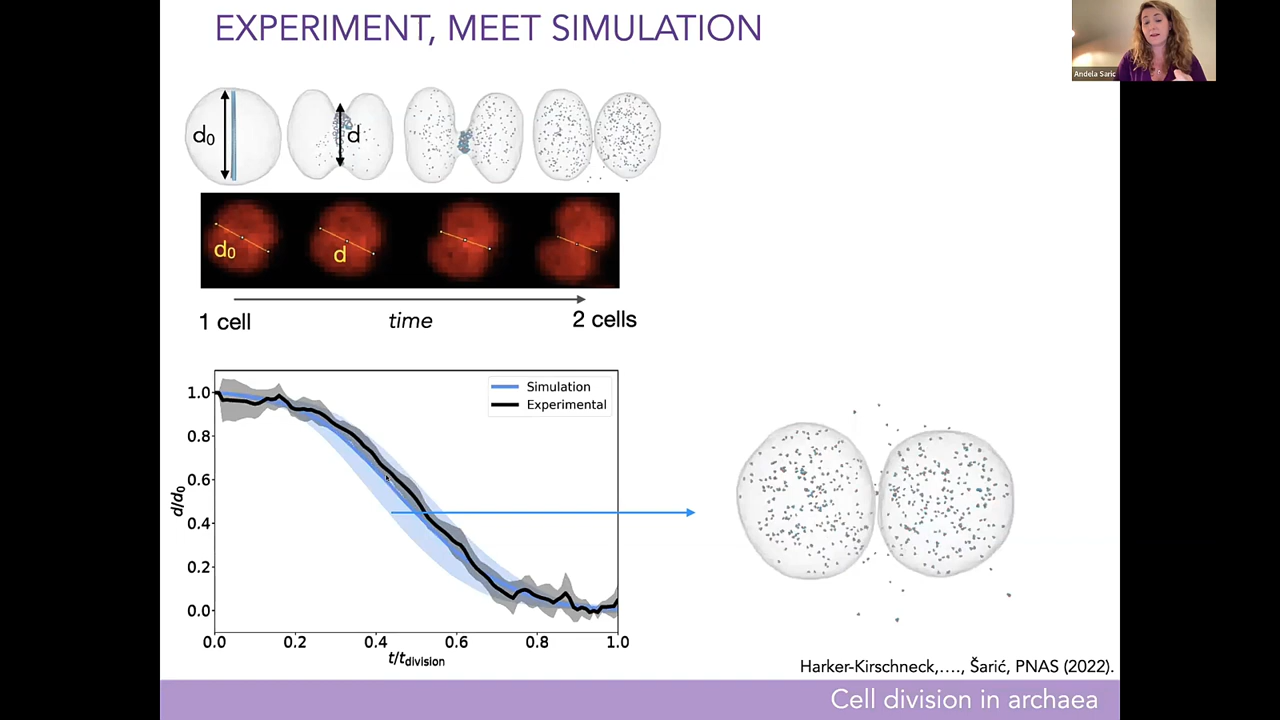 EXPERIMENT, MEET SIMULATION
Andela Saric
d0
d
d0
d
1 cell
time
2 cells
Simulation
Experimental
1.0
0.8
0.6
0.4
0.2
0.0
d/d0
0.0
0.2
0.4
0.6
0.8
1.0
t/tdivision
Harker-Kirschneck,...., Šarić, PNAS (2022).
Cell division in archaea